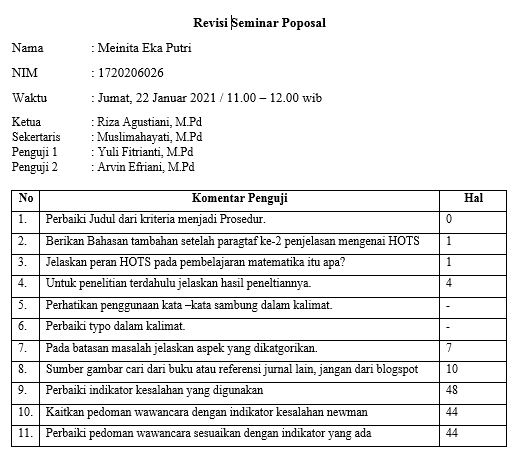 Revisi Seminar Poposal
Nama : Meinita Eka Putri
NIM : 1720206026
Waktu : Jumat, 22 Januar 2021 / 11.00 – 12.00 wib
Ketua : Riza Agustiani, M.Pd
Sekertaris : Muslimahayati, M.Pd
Penguji 1 : Yuli Fitrianti, M.Pd
Penguji 2 : Arvin Efriani, M.Pd
No Komentar Penguji Hal
1. Perbaiki Judul dari kriteria menjadi Prosedur. 0
2. Berikan Bahasan tambahan setelah paragtaf ke-2 penjelasan mengenai HOTS 1
3. Jelaskan peran HOTS pada pembelajaran matematika itu apa? 1
4. Untuk penelitian terdahulu jelaskan hasil peneltiannya. 4
5. Perhatikan penggunaan kata –kata sambung dalam kalimat. -
6. Perbaiki typo dalam kalimat. -
7. Pada batasan masalah jelaskan aspek yang dikatgorikan. 7
8. Sumber gambar cari dari buku atau referensi jurnal lain, jangan dari blogspot 10
9. Perbaiki indikator kesalahan yang digunakan 48
10. Kaitkan pedoman wawancara dengan indikator kesalahan newman 44
11. Perbaiki pedoman wawancara sesuaikan dengan indikator yang ada 44